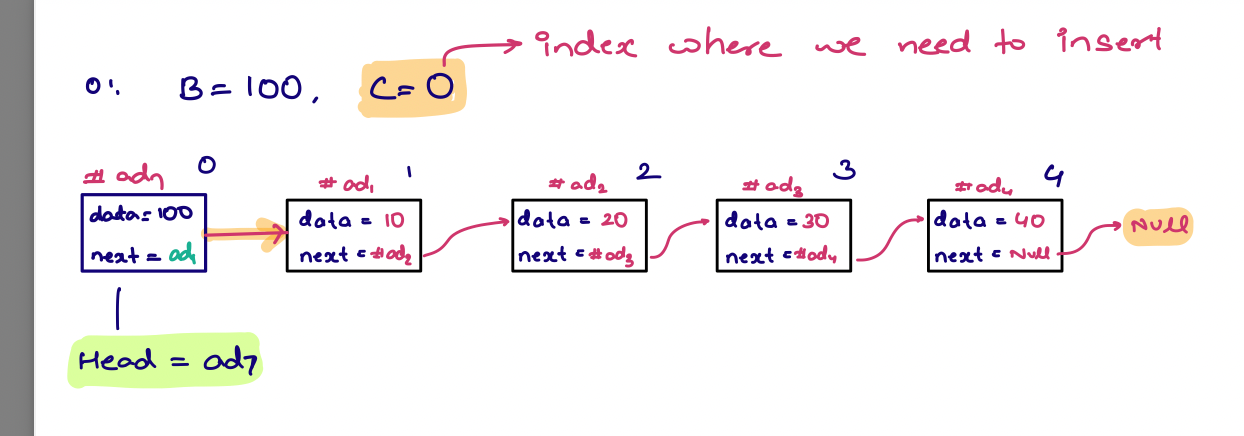 index where we need to insert
0:. B = 100, C = 0
# ad7 0 # ad1 1 # ad2 2 # ad3 3 # ad4 4
data = 100 data = 10 data = 20 data = 30 data = 40 Null
next = ad1 next = #ad2 next = #ad3 next = #ad4 next = Null
Head = ad7